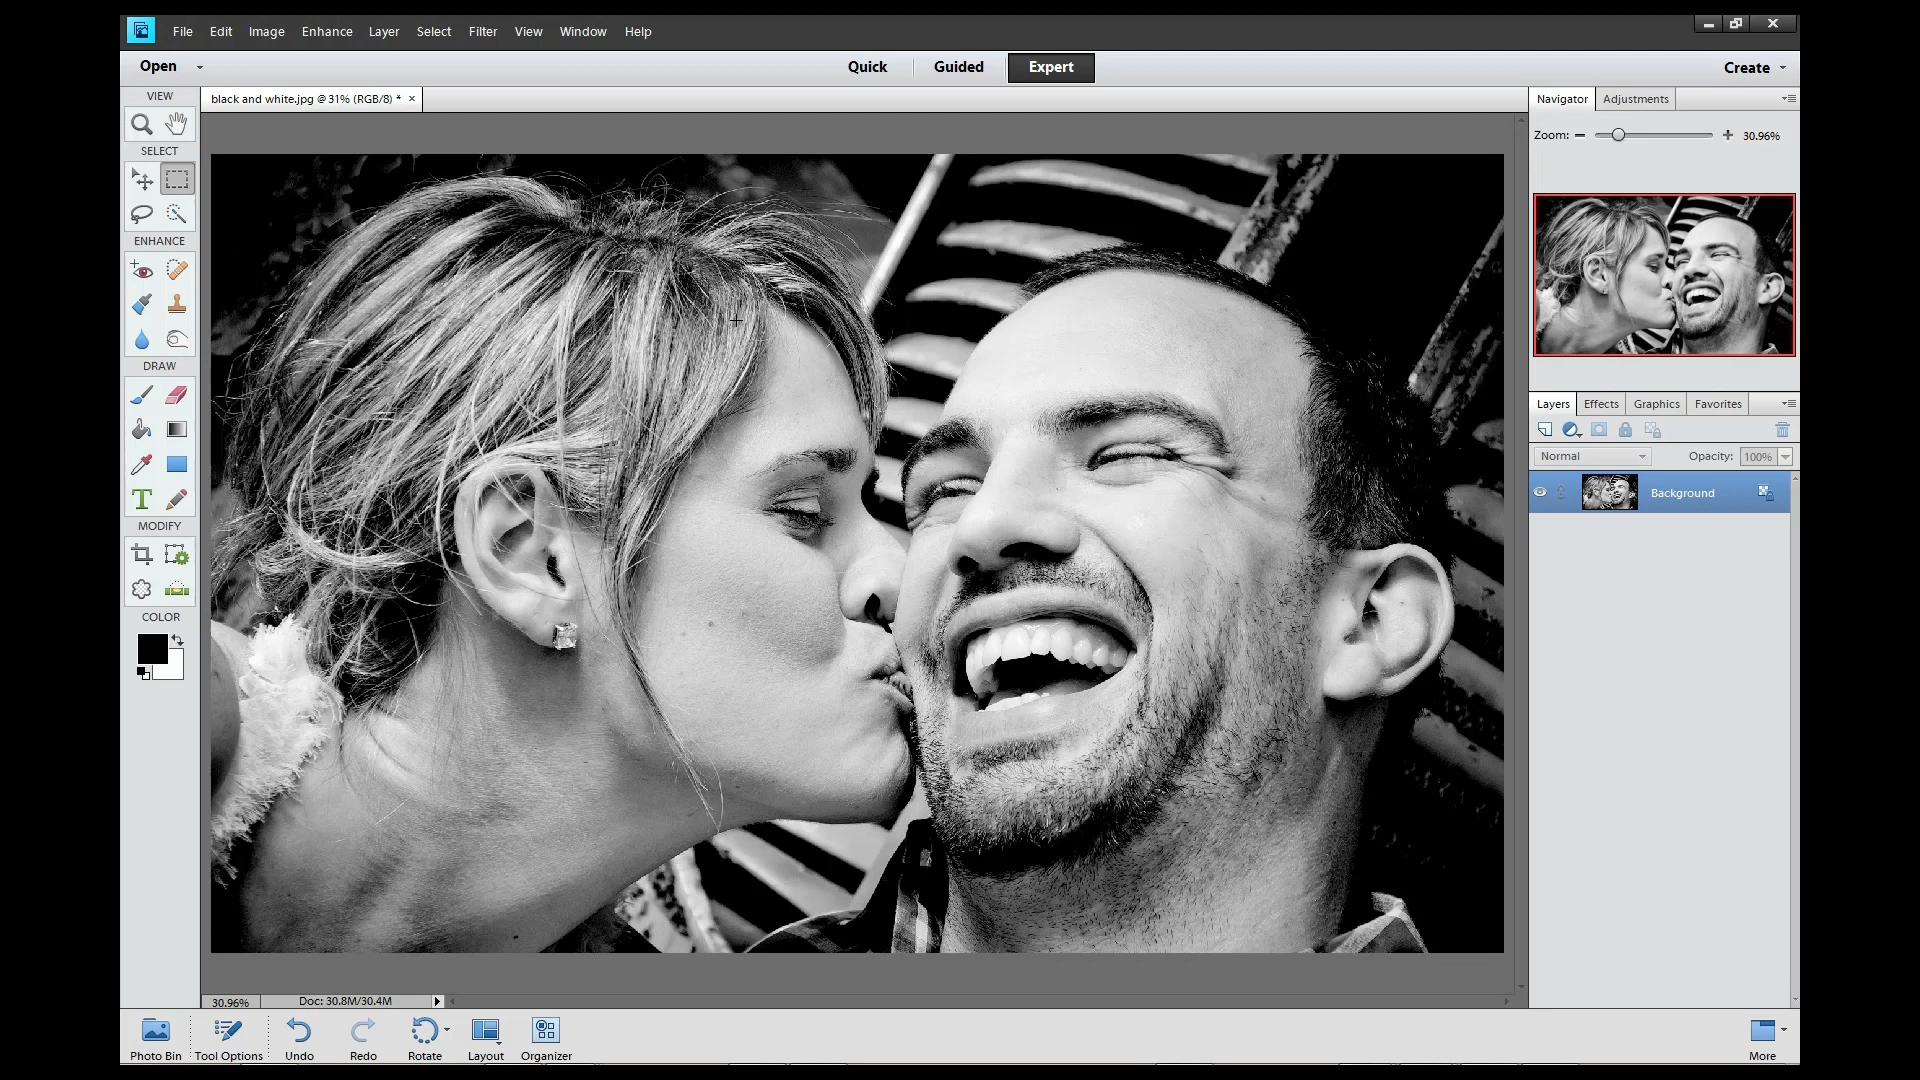 File Edit Image Enhance Layer Select Filter View Window Help
Open Quick Guided Expert Create
VIEW
black and white.jpg @ 31% (RGB/8) * ×
Navigator Adjustments
Zoom: 30.96%
SELECT
ENHANCE
DRAW
MODIFY
COLOR
T
Layers Effects Graphics Favorites
Normal Opacity: 100%
Background
30.96% Doc: 30.8M/30.4M
Photo Bin Tool Options Undo Redo Rotate Layout Organizer More